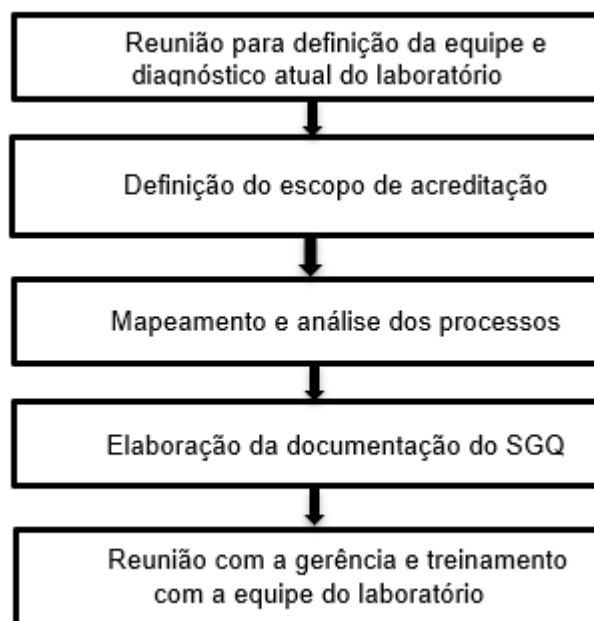 Reunião para definição da equipe e
diagnóstico atual do laboratório
Definição do escopo de acreditação
Mapeamento e análise dos processos
Elaboração da documentação do SGQ
Reunião com a gerência e treinamento
com a equipe do laboratório